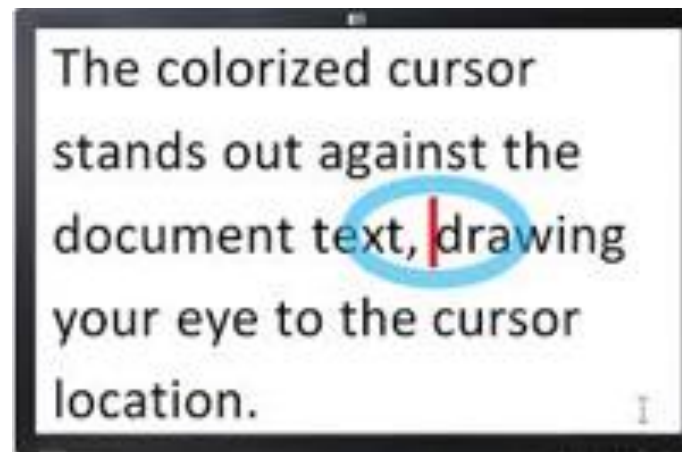 The colorized cursor
stands out against the
document text, drawing
your eye to the cursor
location.